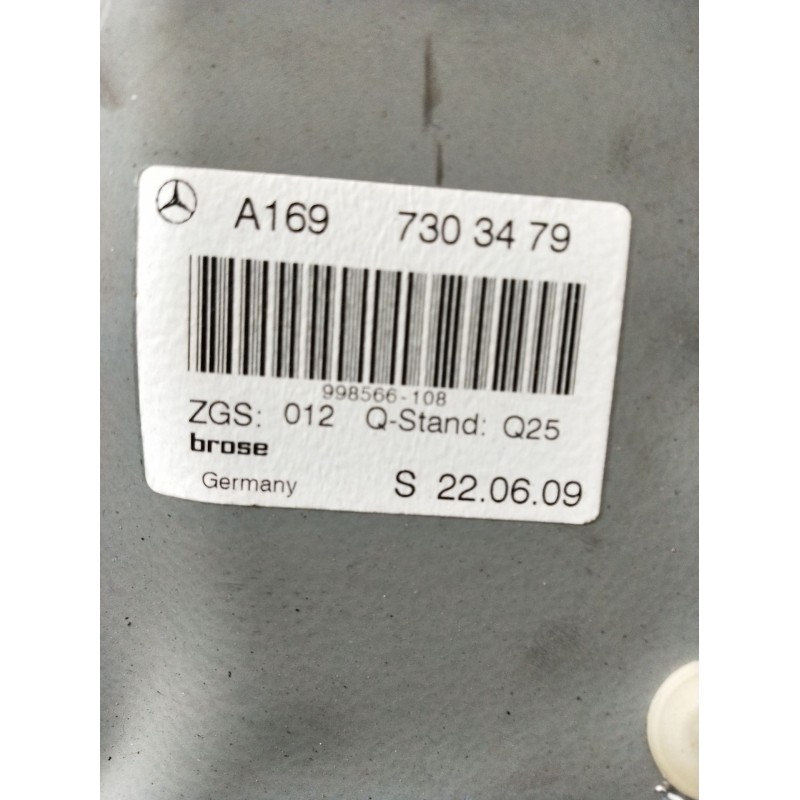 A169 730 34 79
998566-108
ZGS: 012 Q-Stand: Q25
brose
Germany S 22.06.09